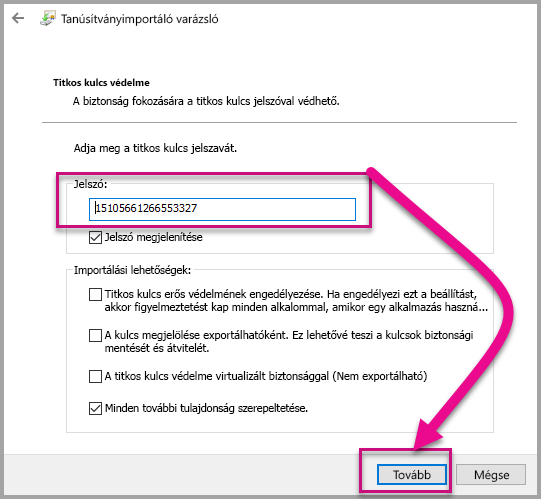 Tanúsítványimportáló varázsló
Titkos kulcs védelme
A biztonság fokozására a titkos kulcs jelszóval védhető.
Adja meg a titkos kulcs jelszavát.
Jelszó:
15105661266553327
Jelszó megjelenítése
Importálási lehetőségek:
Titkos kulcs erős védelmének engedélyezése. Ha engedélyezi ezt a beállítást,
akkor figyelmeztetést kap minden alkalommal, amikor egy alkalmazás haszná...
A kulcs megjelölése exportálhatóként. Ez lehetővé teszi a kulcsok biztonsági
mentését és átvitelét.
A titkos kulcs védelme virtualizált biztonsággal (Nem exportálható)
Minden további tulajdonság szerepeltetése.
Tovább
Mégse